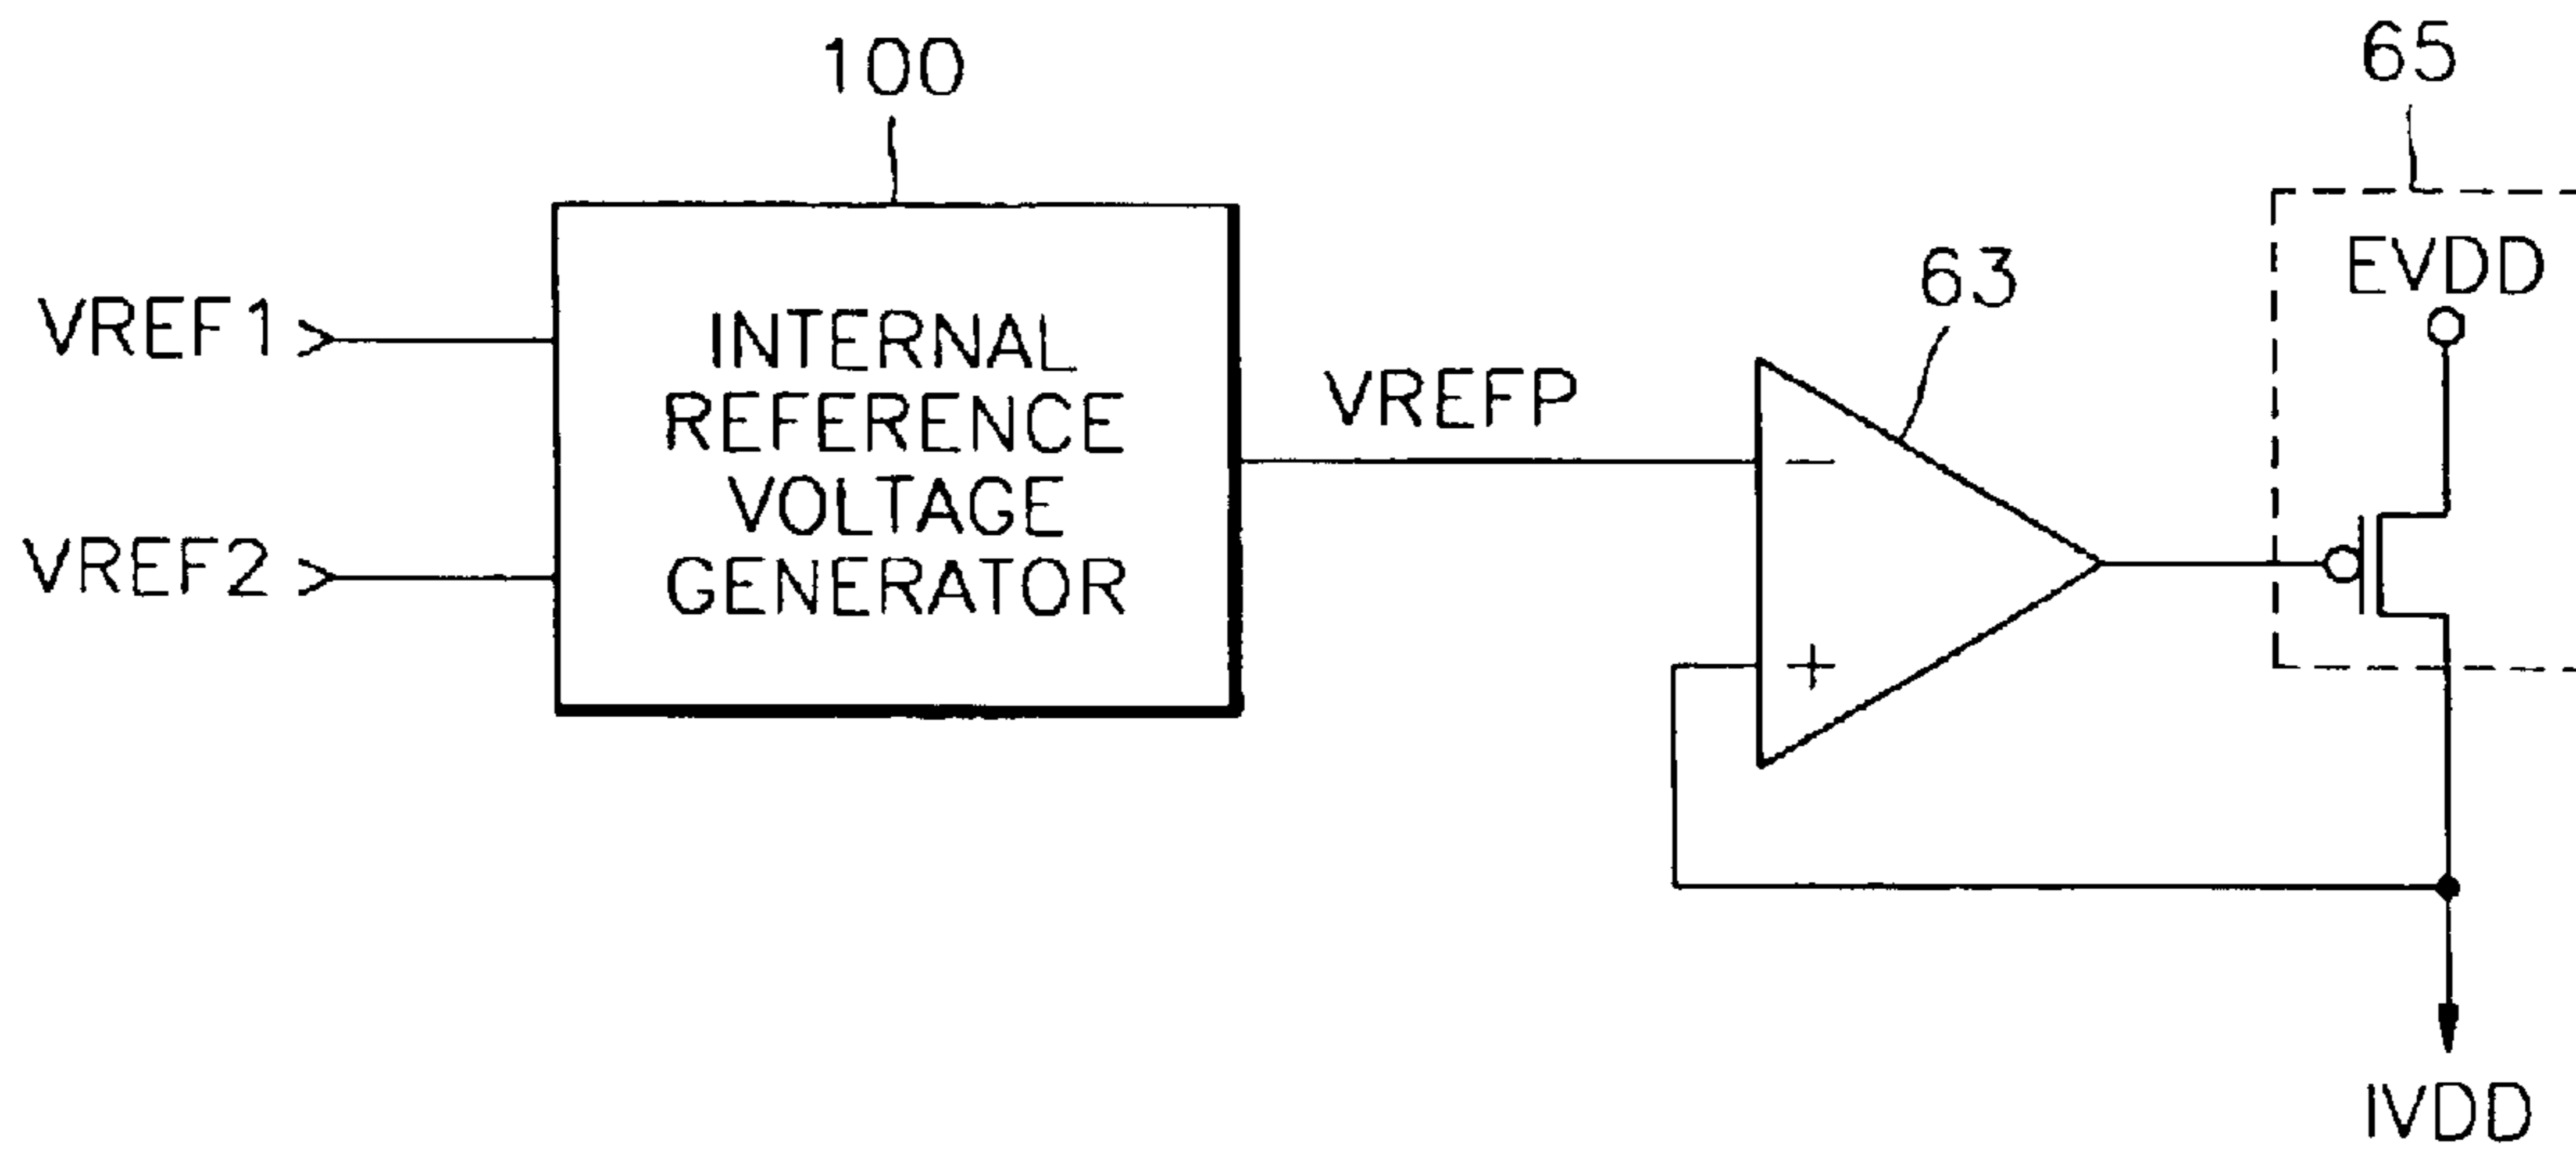 100
65
EVDD
63
VREF1
INTERNAL
REFERENCE
VOLTAGE
GENERATOR
VREFP
−
VREF2
+
IVDD